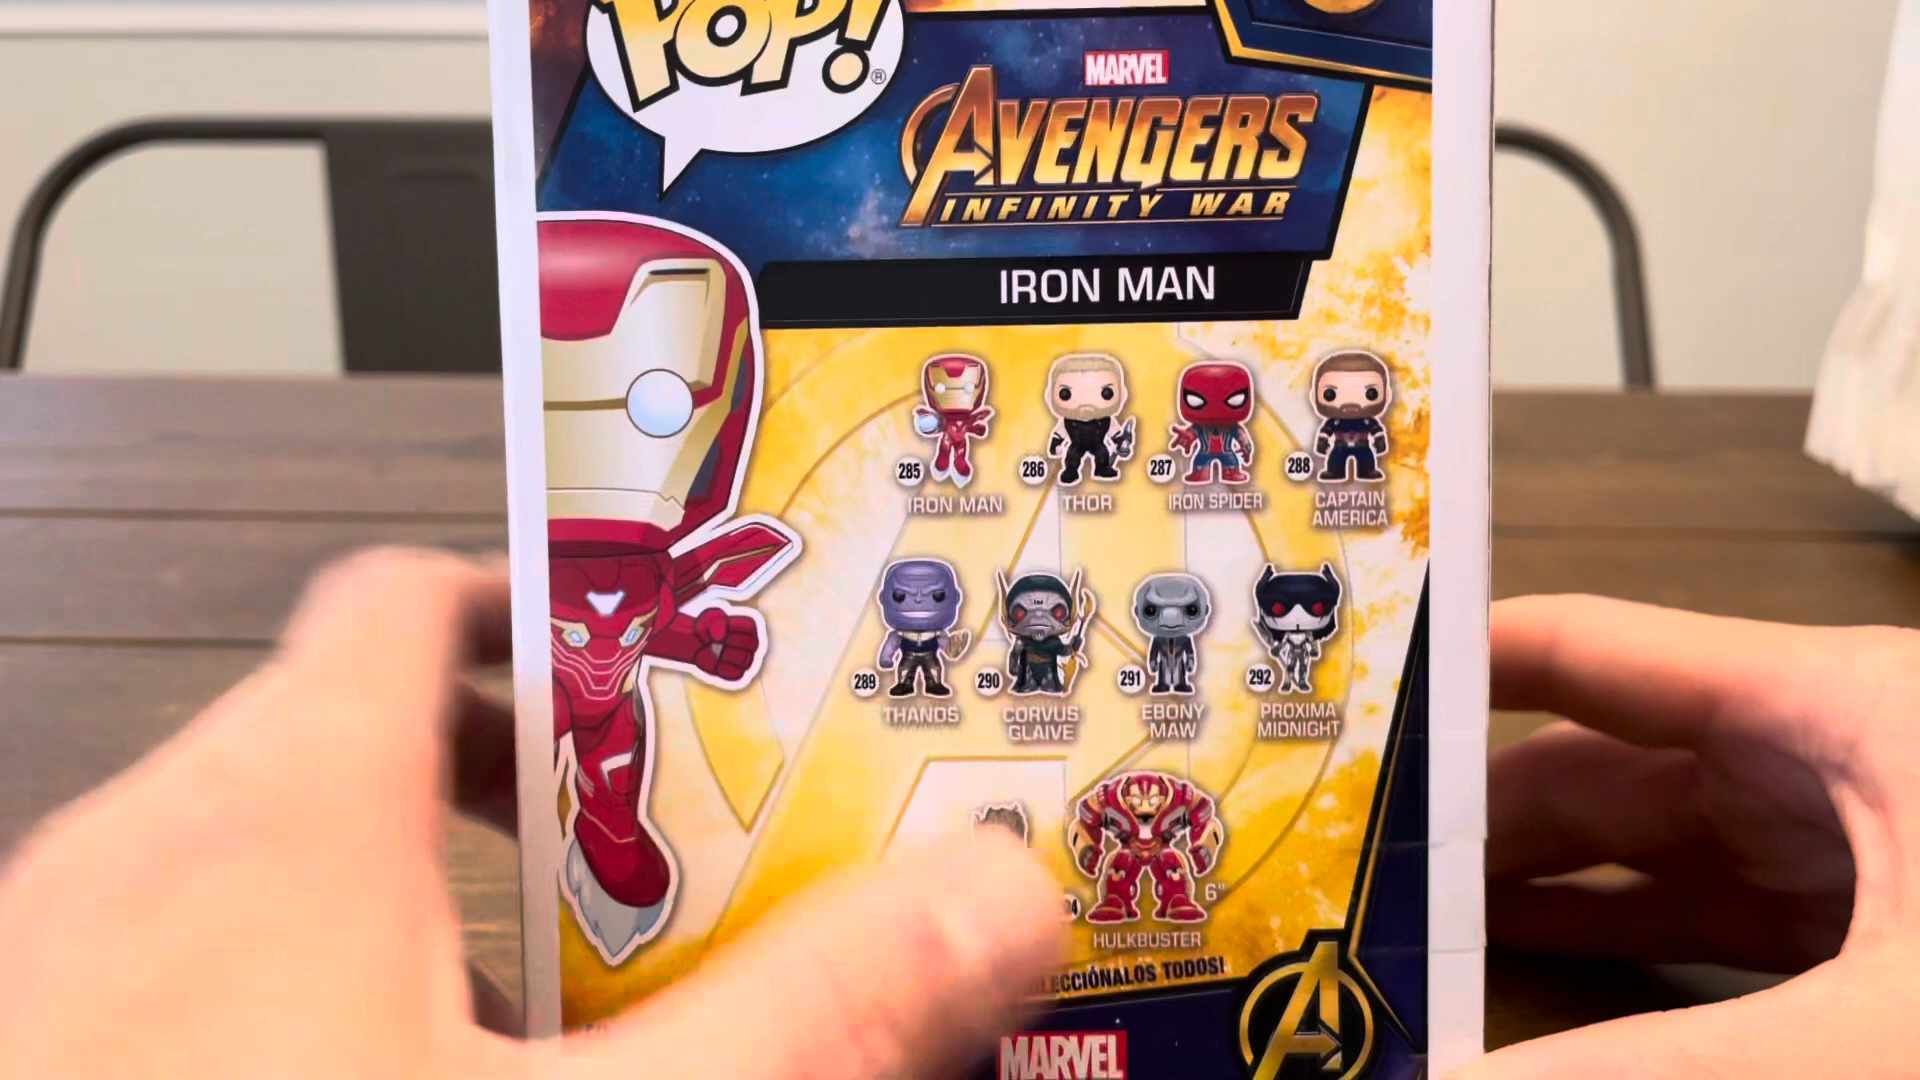 POP!®
MARVEL
AVENGERS
INFINITY WAR
IRON MAN
285 286 287 288
IRON MAN THOR IRON SPIDER CAPTAIN
AMERICA
289 290 291 292
THANOS CORVUS EBONY PROXIMA
GLAIVE MAW MIDNIGHT
6"
HULKBUSTER
TODOS!
MARVEL